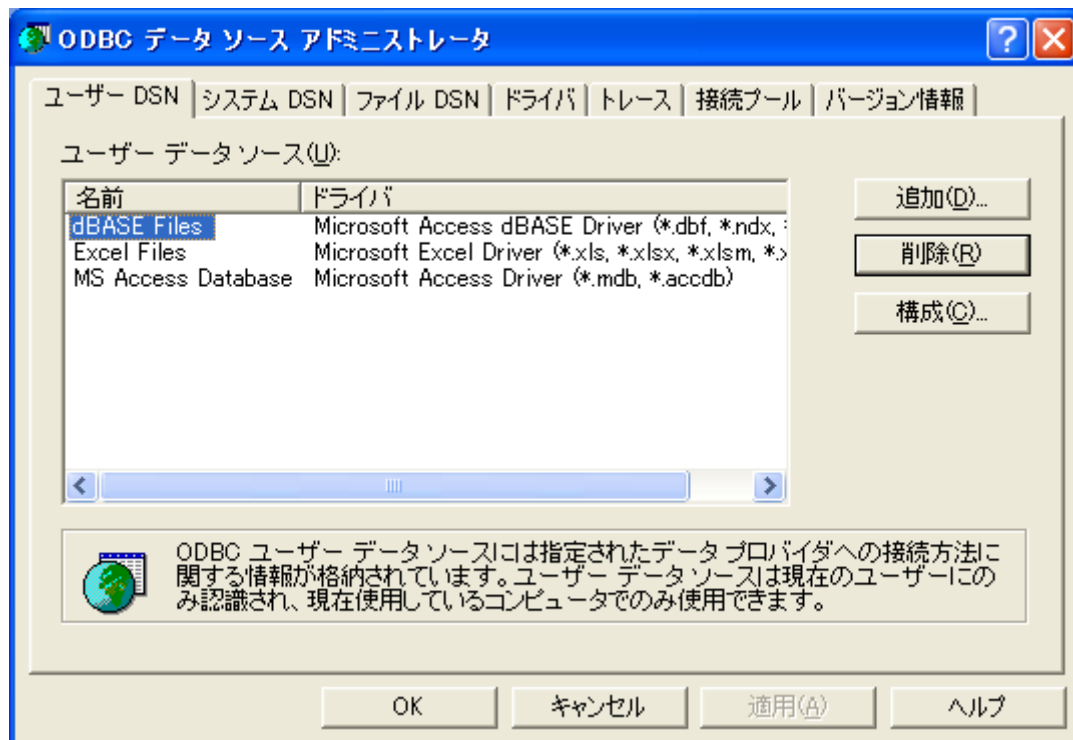 ODBC データ ソース アドミニストレータ
ユーザー DSN システム DSN ファイル DSN ドライバ トレース 接続プール バージョン情報
ユーザー データ ソース(U):
名前 ドライバ
dBASE Files Microsoft Access dBASE Driver (*.dbf, *.ndx,
Excel Files Microsoft Excel Driver (*.xls, *.xlsx, *.xlsm,
MS Access Database Microsoft Access Driver (*.mdb, *.accdb)
追加(D)...
削除(R)
構成(C)...
ODBC ユーザー データ ソースには指定されたデータ プロバイダへの接続方法に
関する情報が格納されています。ユーザー データ ソースは現在のユーザーにの
み認識され、現在使用しているコンピュータでのみ使用できます。
OK キャンセル 適用(A) ヘルプ